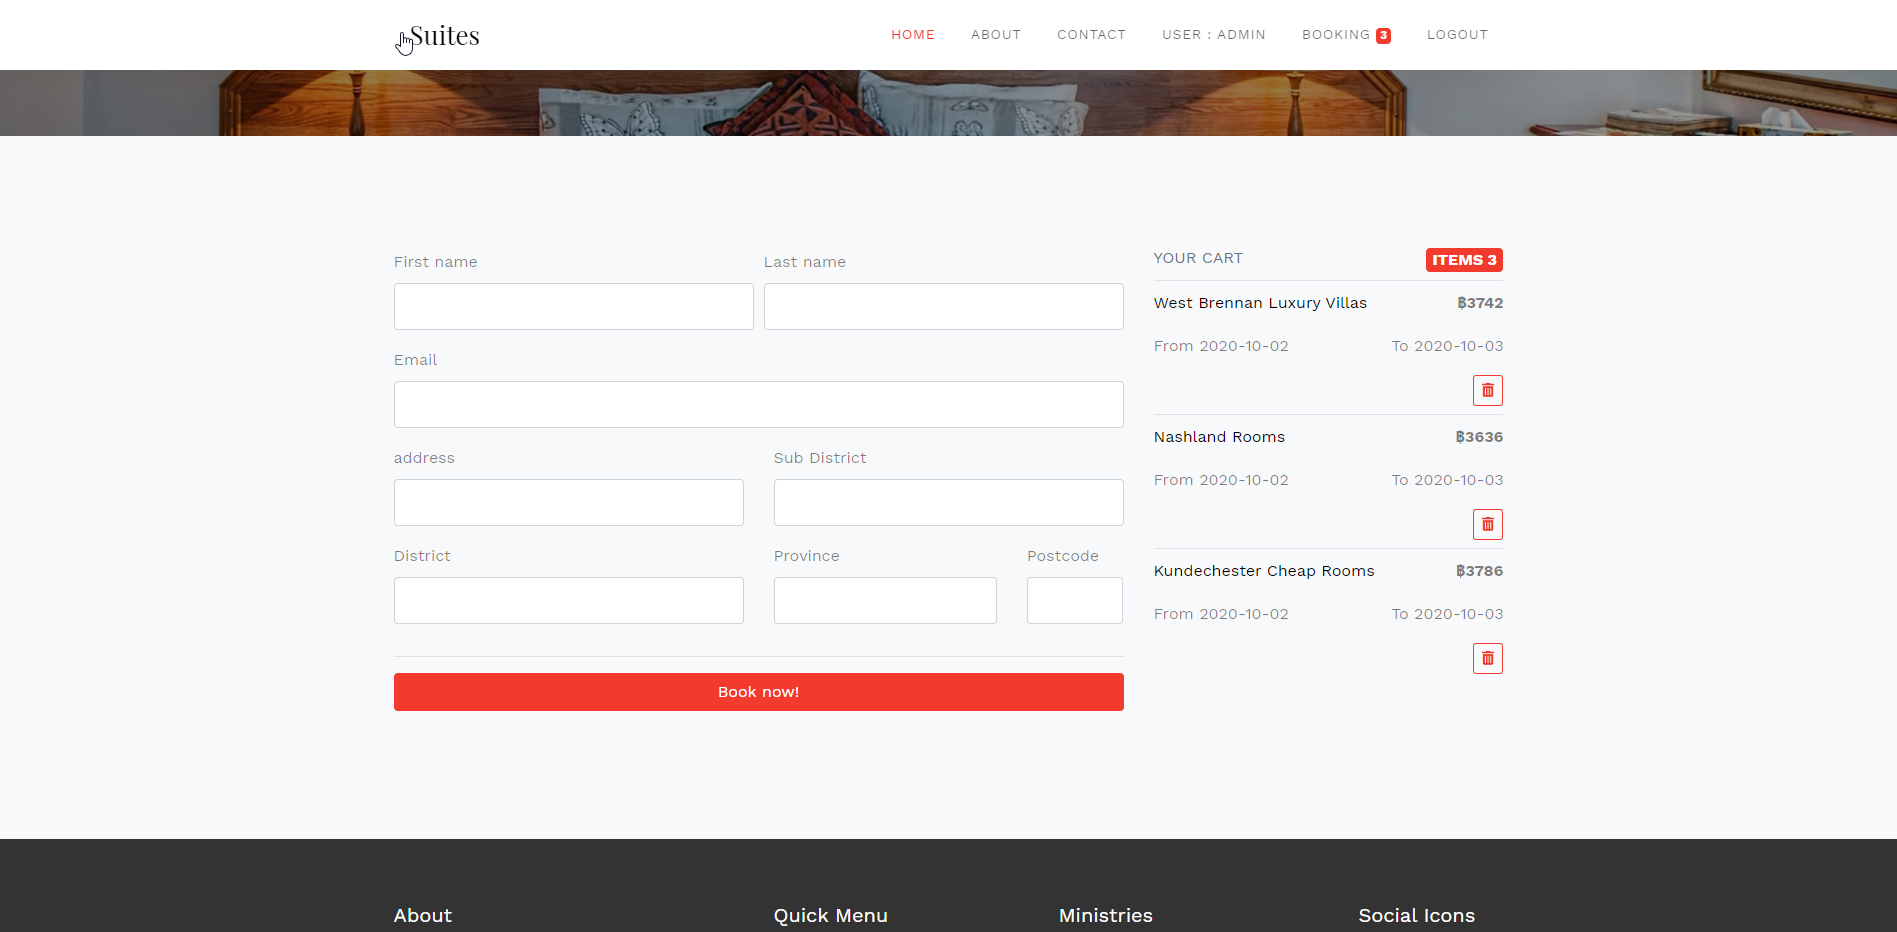 Suites
HOME ABOUT CONTACT USER : ADMIN BOOKING 3 LOGOUT
First name Last name
Email
address Sub District
District Province Postcode
Book now!
YOUR CART ITEMS 3
West Brennan Luxury Villas ฿3742
From 2020-10-02 To 2020-10-03
Nashland Rooms ฿3636
From 2020-10-02 To 2020-10-03
Kundechester Cheap Rooms ฿3786
From 2020-10-02 To 2020-10-03
About Quick Menu Ministries Social Icons